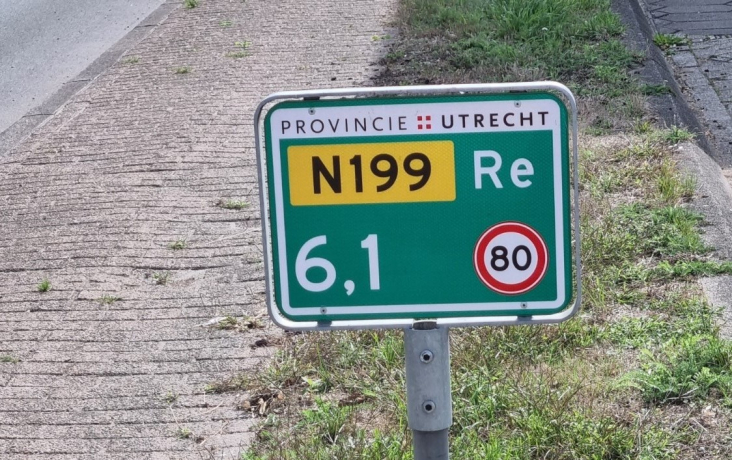 PROVINCIE UTRECHT
N199 Re
6,1 80